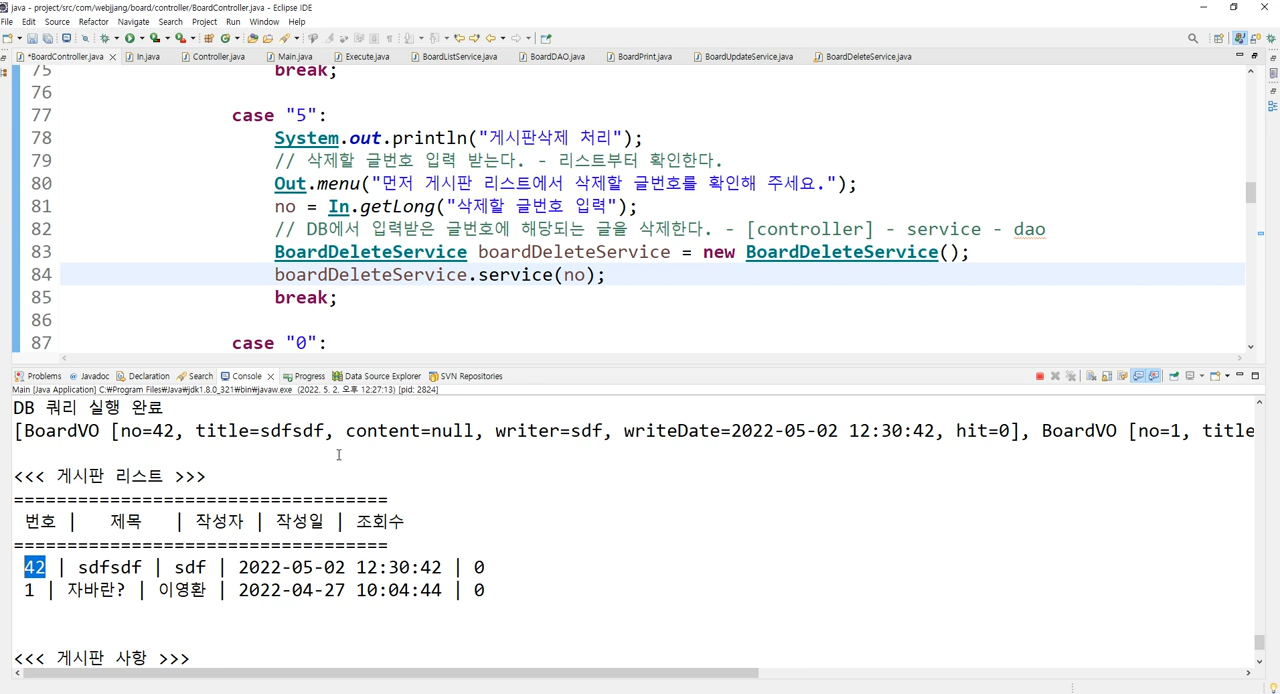 java - project/src/com/webjjang/board/controller/BoardController.java - Eclipse IDE
File Edit Source Refactor Navigate Search Project Run Window Help
*BoardController.java In.java Controller.java Main.java Execute.java BoardListService.java BoardDAO.java BoardPrint.java BoardUpdateService.java BoardDeleteService.java
75 break;
76
77 case "5":
78 System.out.println("게시판삭제 처리");
79 // 삭제할 글번호 입력 받는다. - 리스트부터 확인한다.
80 Out.menu("먼저 게시판 리스트에서 삭제할 글번호를 확인해 주세요.");
81 no = In.getLong("삭제할 글번호 입력");
82 // DB에서 입력받은 글번호에 해당되는 글을 삭제한다. - [controller] - service - dao
83 BoardDeleteService boardDeleteService = new BoardDeleteService();
84 boardDeleteService.service(no);
85 break;
86
87 case "0":
Problems Javadoc Declaration Search Console Progress Data Source Explorer SVN Repositories
Main [Java Application] C:₩Program Files₩Java₩jdk1.8.0_321₩bin₩javaw.exe (2022. 5. 2. 오후 12:27:13) [pid: 2824]
DB 쿼리 실행 완료
[BoardVO [no=42, title=sdfsdf, content=null, writer=sdf, writeDate=2022-05-02 12:30:42, hit=0], BoardVO [no=1, title
<<< 게시판 리스트 >>>
===================================
번호 | 제목 | 작성자 | 작성일 | 조회수
===================================
42 | sdfsdf | sdf | 2022-05-02 12:30:42 | 0
1 | 자바란? | 이영환 | 2022-04-27 10:04:44 | 0
<<< 게시판 사항 >>>